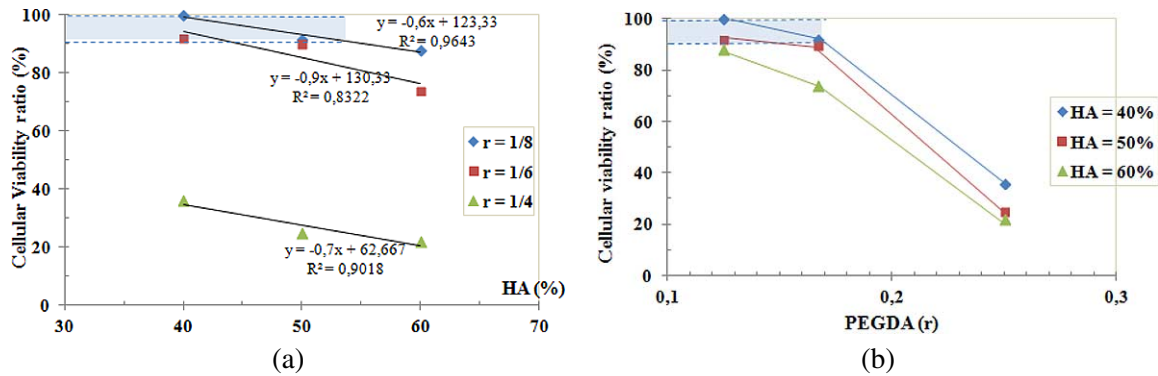 Cellular Viability ratio (%)
100
80
60
40
20
0
30
40
50
60
70
HA (%)
y = -0,6x + 123,33
R² = 0,9643
y = -0,9x + 130,33
R² = 0,8322
y = -0,7x + 62,667
R² = 0,9018
r = 1/8
r = 1/6
r = 1/4
(a)
Cellular viability ratio (%)
100
80
60
40
20
0
0,1
0,2
0,3
PEGDA (r)
HA = 40%
HA = 50%
HA = 60%
(b)